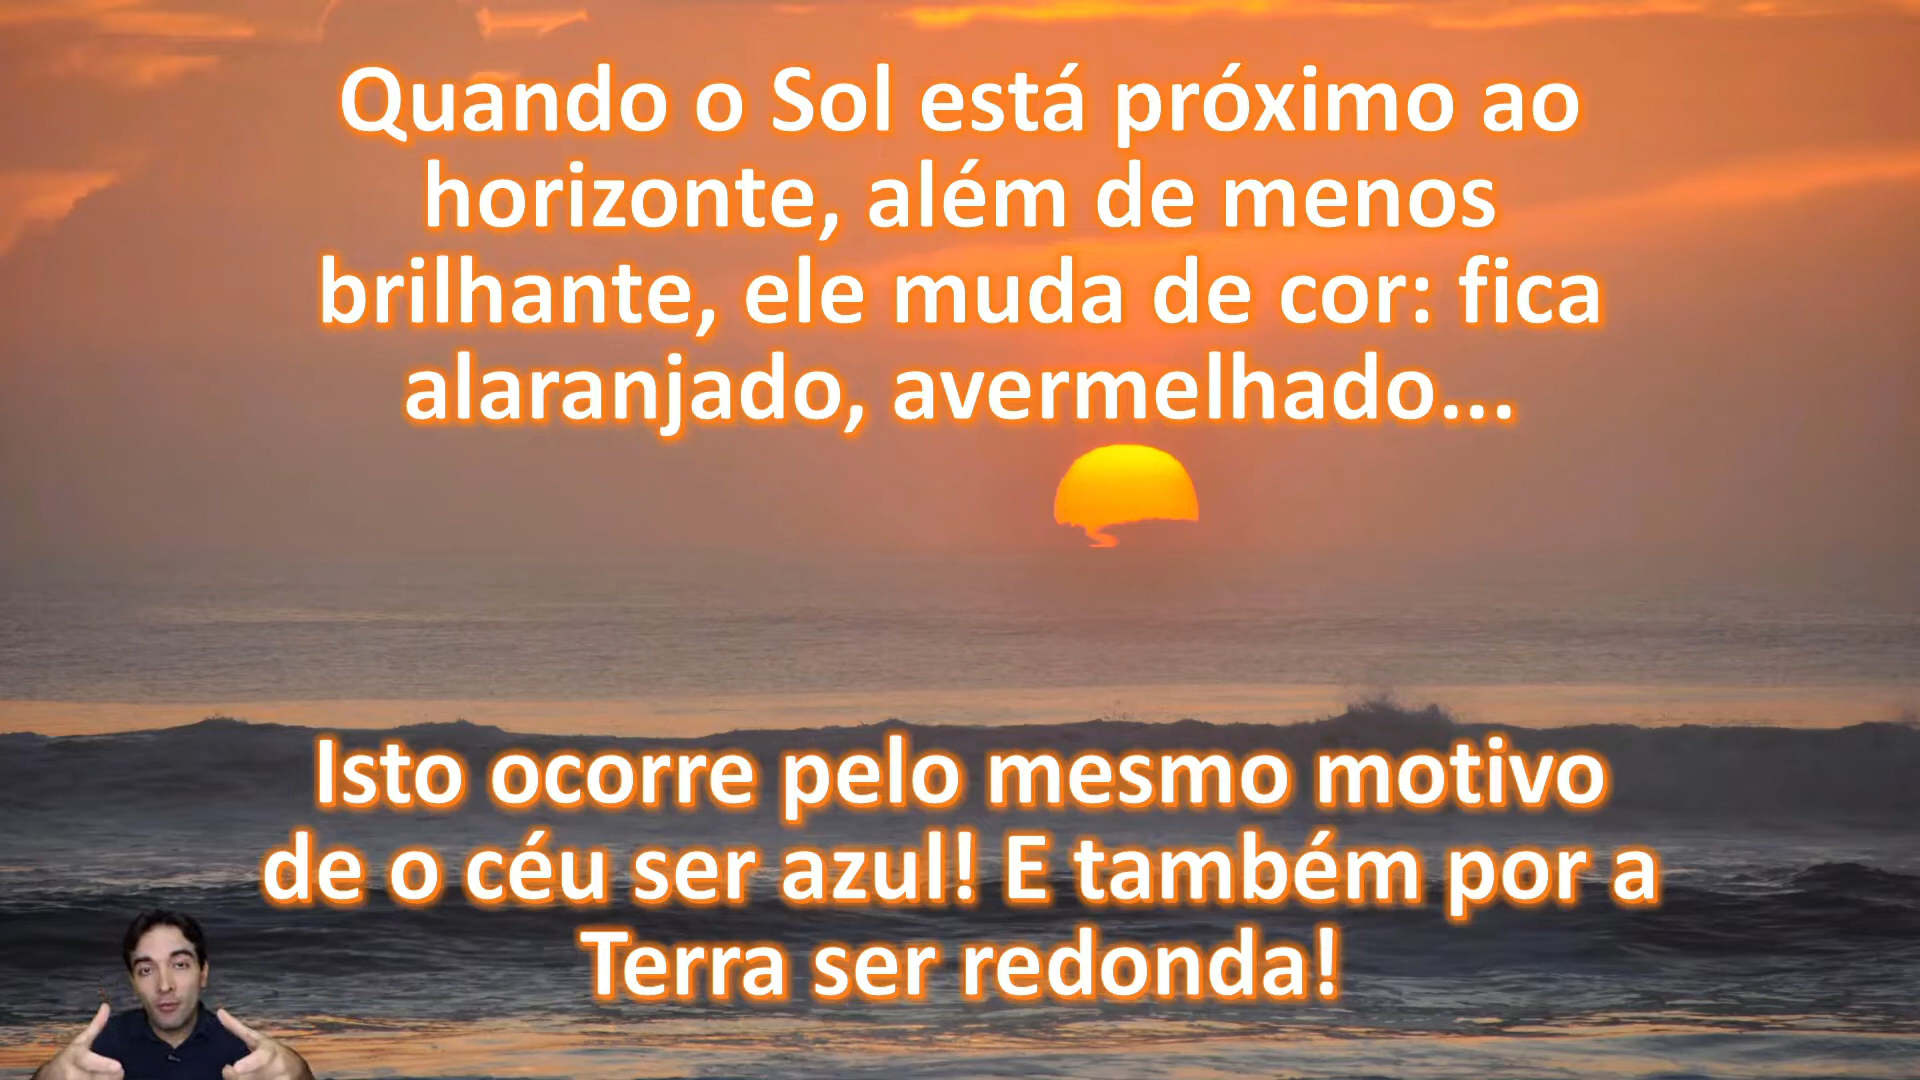 Quando o Sol está próximo ao
horizonte, além de menos
brilhante, ele muda de cor: fica
alaranjado, avermelhado...
Isto ocorre pelo mesmo motivo
de o céu ser azul! E também por a
Terra ser redonda!